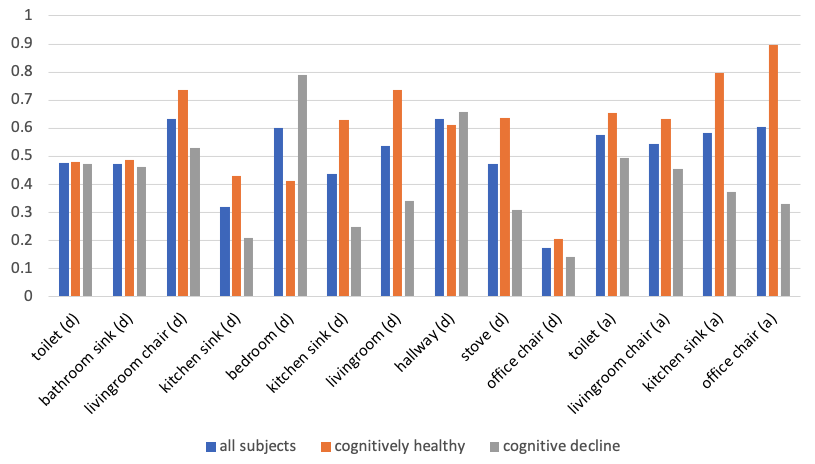 1
0.9
0.8
0.7
0.6
0.5
0.4
0.3
0.2
0.1
0
toilet (d)
bathroom sink (d)
livingroom chair (d)
kitchen sink (d)
bedroom (d)
kitchen sink (d)
livingroom (d)
hallway (d)
stove (d)
office chair (d)
toilet (a)
livingroom chair (a)
kitchen sink (a)
office chair (a)
all subjects cognitively healthy cognitive decline